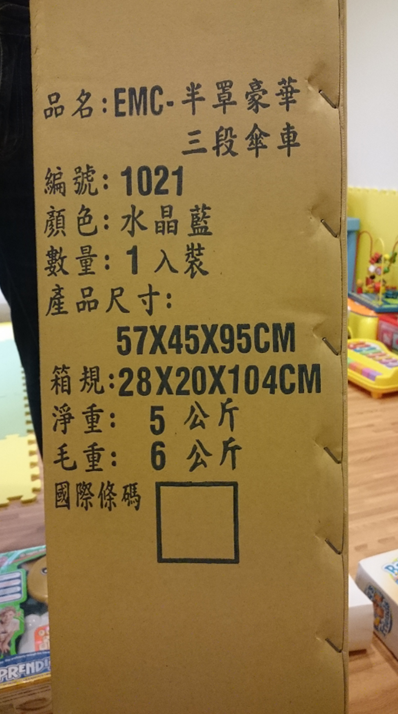 品名:EMC-半罩豪華
三段傘車
編號:1021
顏色:水晶藍
數量:1入裝
產品尺寸:
57X45X95CM
箱規:28X20X104CM
淨重: 5 公斤
毛重: 6 公斤
國際條碼
PRENDI